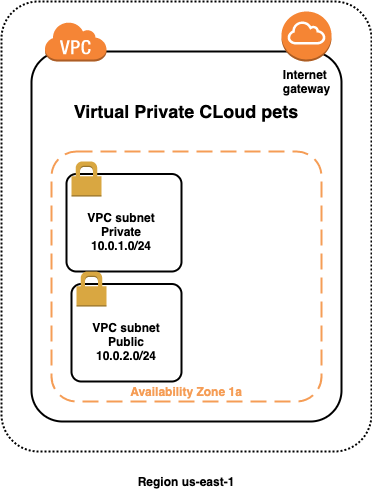 VPC
Internet
gateway
Virtual Private CLoud pets
VPC subnet
Private
10.0.1.0/24
VPC subnet
Public
10.0.2.0/24
Availability Zone 1a
Region us-east-1